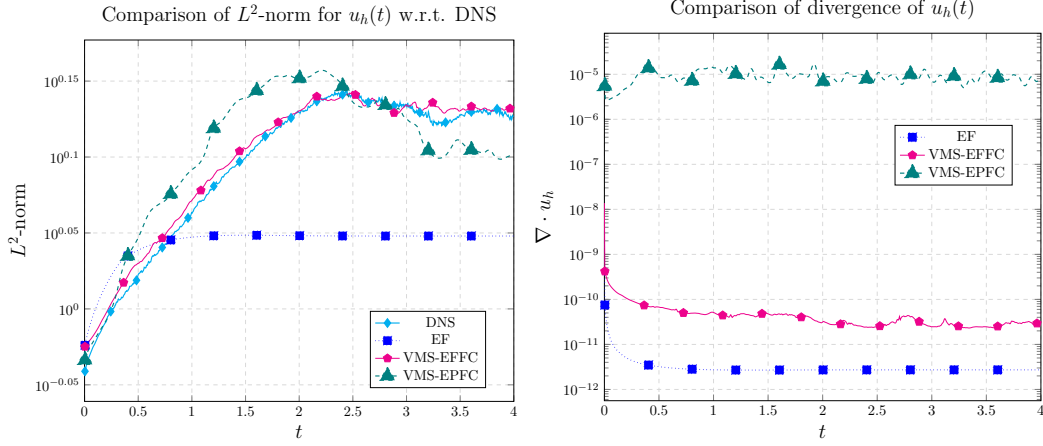 Comparison of L²-norm for u_h(t) w.r.t. DNS
L²-norm
10^0.15
10^0.1
10^0.05
10^0
10^−0.05
DNS
EF
VMS-EFFC
VMS-EPFC
0 0.5 1 1.5 2 2.5 3 3.5 4
t
Comparison of divergence of u_h(t)
∇ · u_h
10^−5
10^−6
10^−7
10^−8
10^−9
10^−10
10^−11
10^−12
EF
VMS-EFFC
VMS-EPFC
0 0.5 1 1.5 2 2.5 3 3.5 4
t